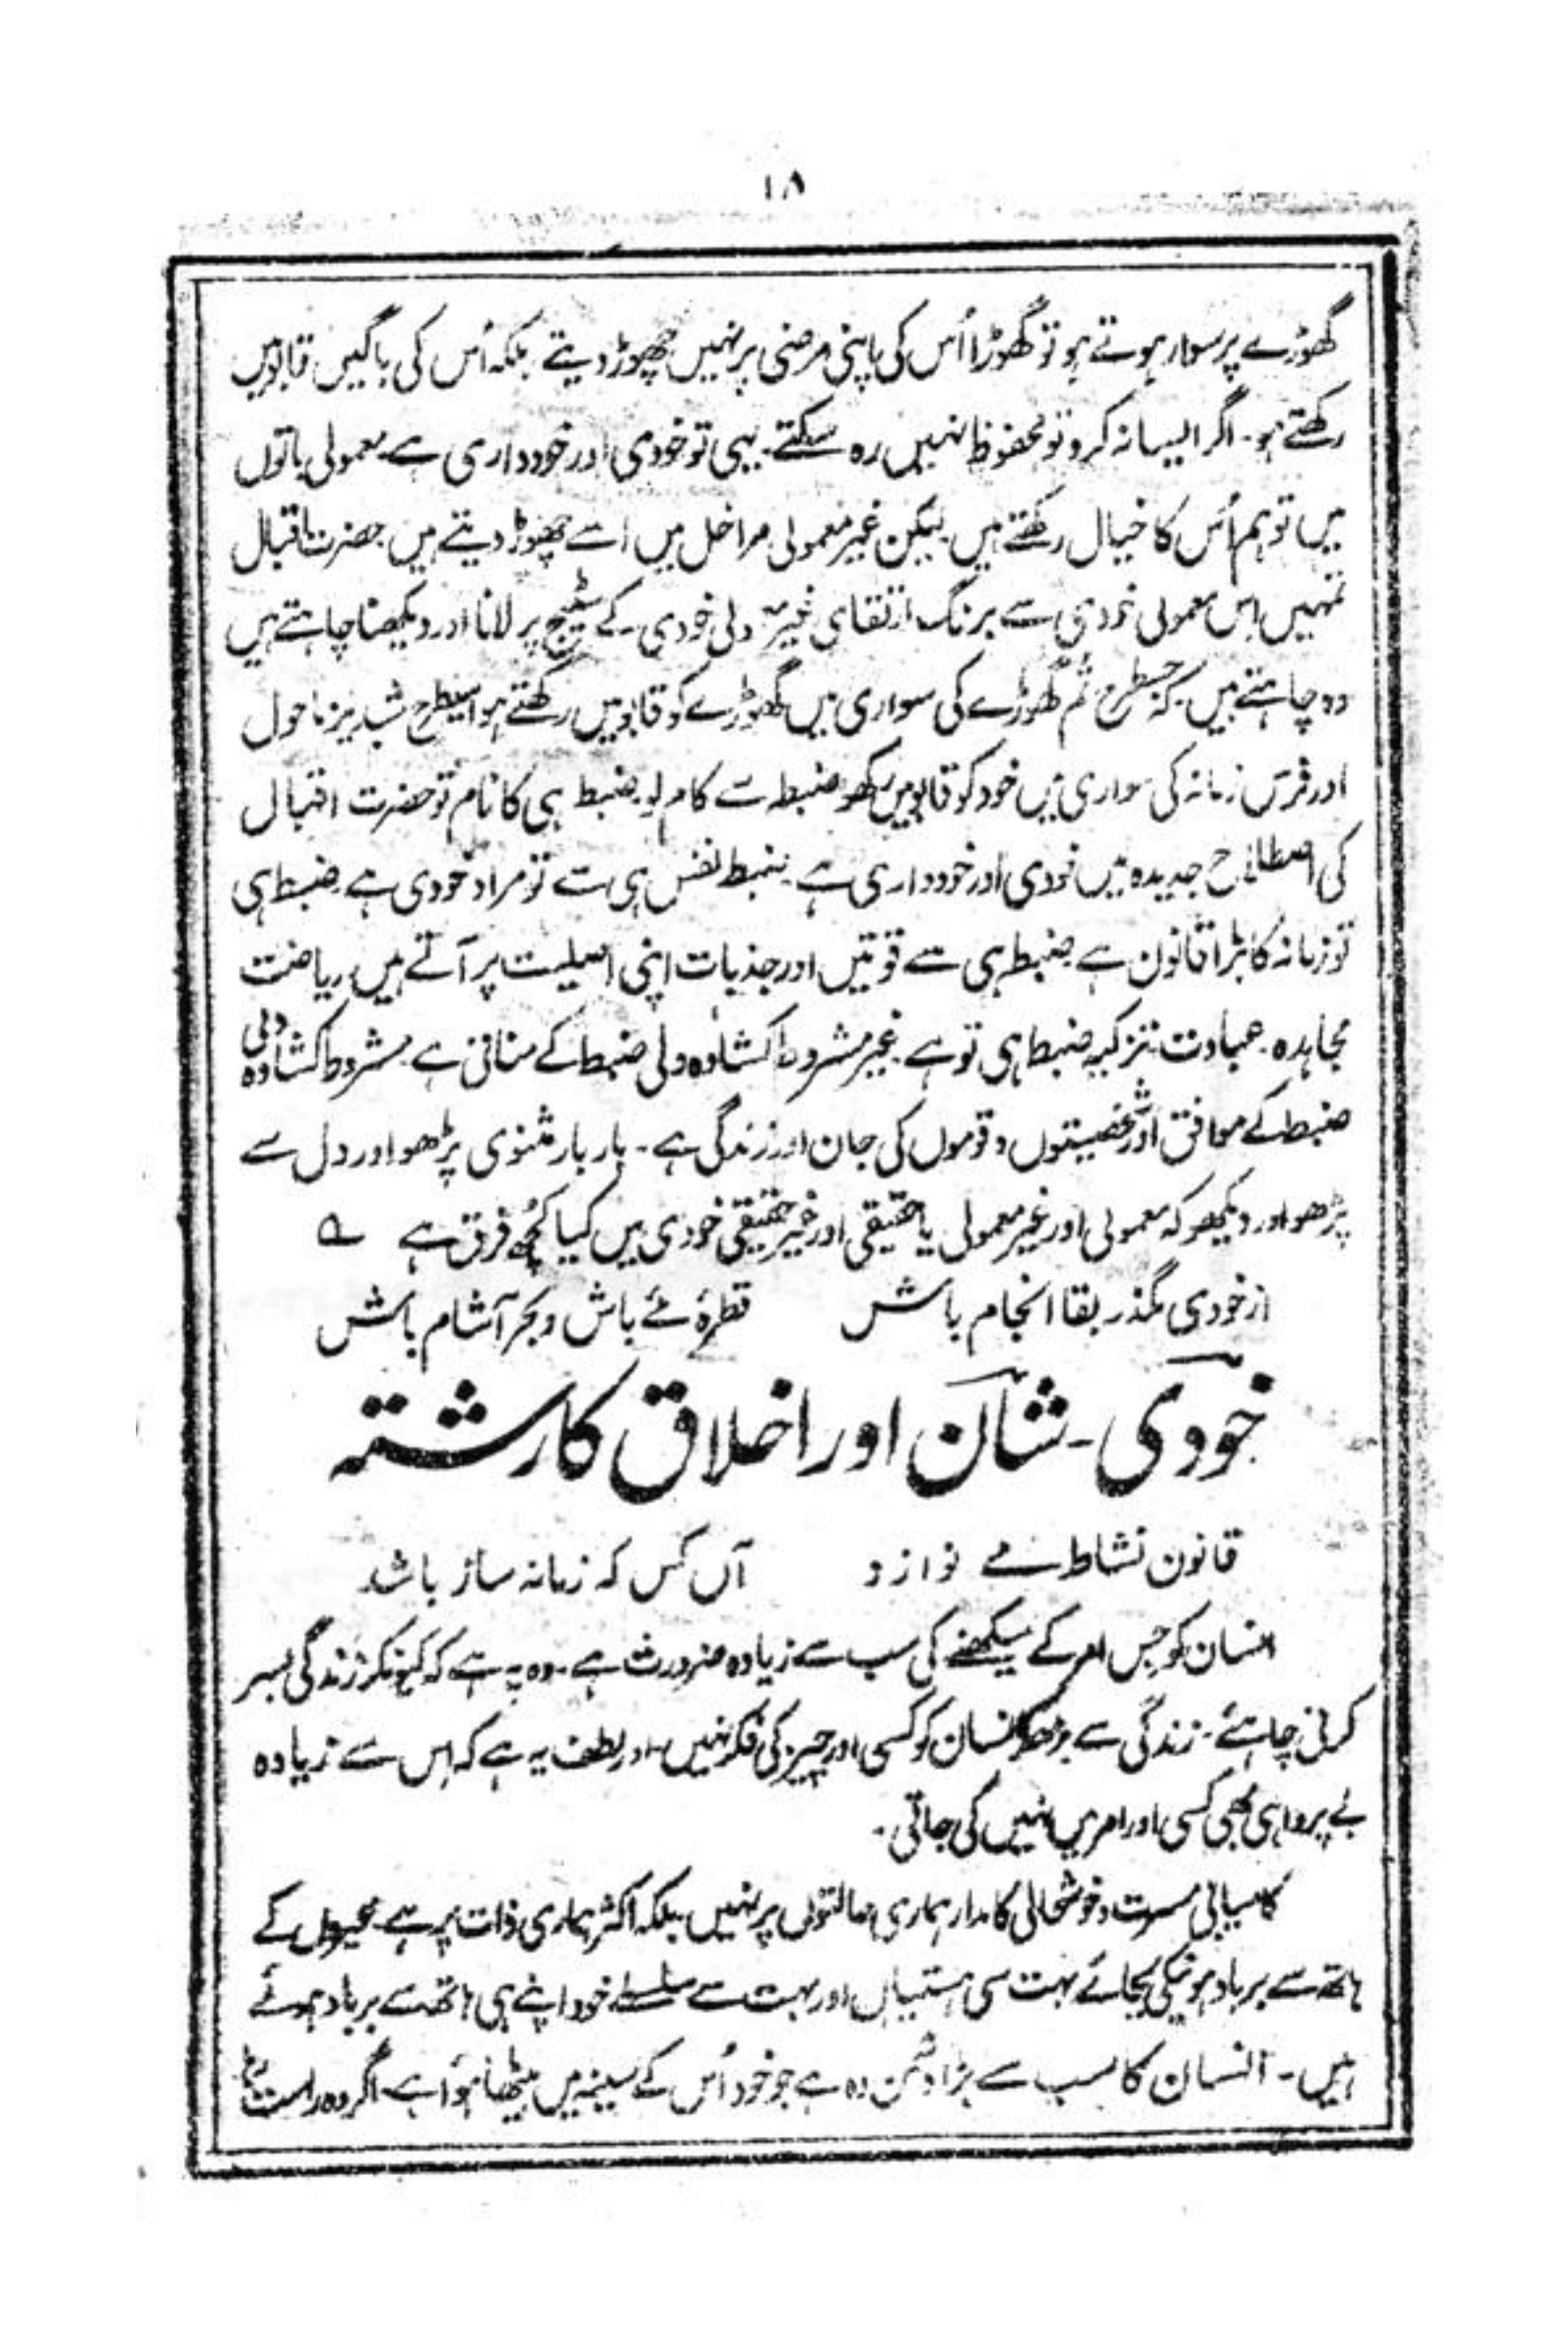 ۱۸
گھوڑے پر سوار ہوتے ہو تو گھوڑا اُس کی اپنی مرضی پر نہیں چھوڑ دیتے بلکہ اُس کی باگیں قابو میں
رکھتے ہو۔ اگر ایسا نہ کرو تو محفوظ نہیں رہ سکتے۔ یہی تو خودی اور خودداری ہے۔ معمولی باتوں
میں تو ہم اُس کا خیال رکھتے ہیں لیکن غیر معمولی مراحل میں اسے چھوڑ دیتے ہیں حضرت اقبال
تمہیں اس معمولی خودی سے برنگ ارتقای غیر دلی خودی۔ کے سٹیج پر لانا اور دیکھنا چاہتے ہیں
وہ چاہتے ہیں کہ جسطرح تم گھوڑے کی سواری میں گھوڑے کو قابو میں رکھتے ہو اسیطرح شبدیز ماحول
اور فرس زمانہ کی سواری میں خود کو قابو میں رکھو ضبط سے کام لو۔ ضبط ہی کا نام تو حضرت اقبال
کی اصطلاح جدیدہ میں خودی اور خودداری ہے۔ ضبط نفس ہی سے تو مراد خودی ہے۔ ضبط ہی
تو زمانہ کا بڑا قانون ہے ضبط ہی سے قوتیں اور جذبات اپنی اصلیت پر آتے ہیں ریاضت
مجاہدہ۔ عبادت تزکیہ ضبط ہی تو ہے۔ غیر مشروط کشادہ دلی ضبط کے منافی ہے۔ مشروط کشادہ دلی
ضبط کے موافق اور شخصیتوں و قوموں کی جان اور زندگی ہے۔ بار بار مثنوی پڑھو اور دل سے
پڑھو اور دیکھو کہ معمولی اور غیر معمولی یا حقیقی اور غیر حقیقی خودی میں کیا کچھ فرق ہے ؎
از خودی مگذر بقا انجام باش قطرۂ مے باش و بحر آشام باش
خودی۔ شان اور اخلاق کا رشتہ
قانون نشاط مے نوازد آں کس کہ زمانہ ساز باشد
انسان کو جس امر کے سیکھنے کی سب سے زیادہ ضرورت ہے۔ وہ یہ ہے کہ کیونکر زندگی بسر
کرنی چاہئے۔ زندگی سے بڑھکر انسان کو کسی اور چیز کی فکر نہیں۔ اور لطف یہ ہے کہ اس سے زیادہ
بے پرواہی بھی کسی اور امر میں نہیں کی جاتی۔
کامیابی مسرت و خوشحالی کا مدار ہماری حالتوں پر نہیں بلکہ اکثر ہماری ذات پر ہے۔ غیروں کے
ہاتھ سے برباد ہونیکی بجائے بہت سی ہستیاں اور بہت سے سلسلے خود اپنے ہی ہاتھ سے برباد ہوئے
ہیں۔ انسان کا سب سے بڑا دشمن وہ ہے جو خود اُس کے سینہ میں بیٹھا ہوا ہے۔ اگر وہ راست